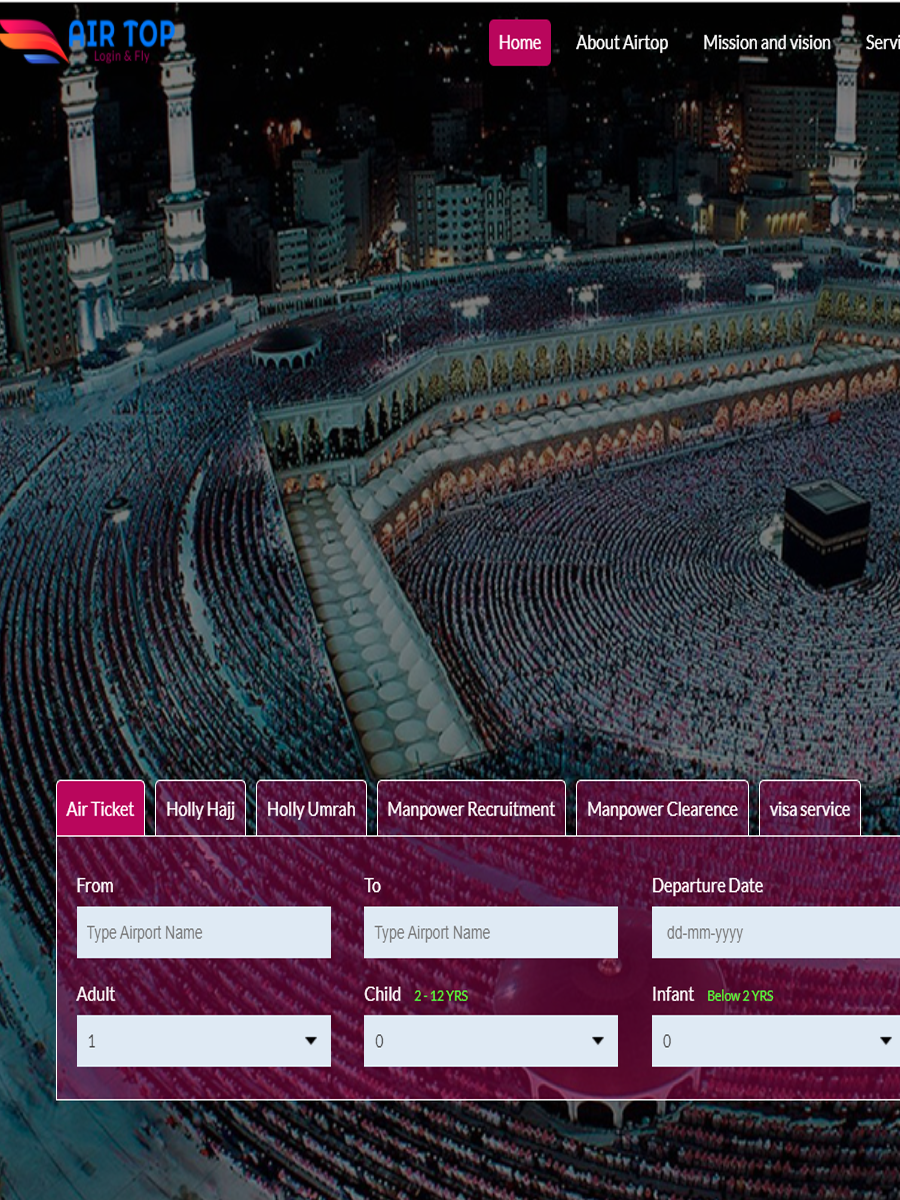 AIR TOP
Login & Fly
Home About Airtop Mission and vision Servi
Air Ticket Holly Hajj Holly Umrah Manpower Recruitment Manpower Clearence visa service
From To Departure Date
Type Airport Name Type Airport Name dd-mm-yyyy
Adult Child 2 - 12 YRS Infant Below 2 YRS
1 0 0